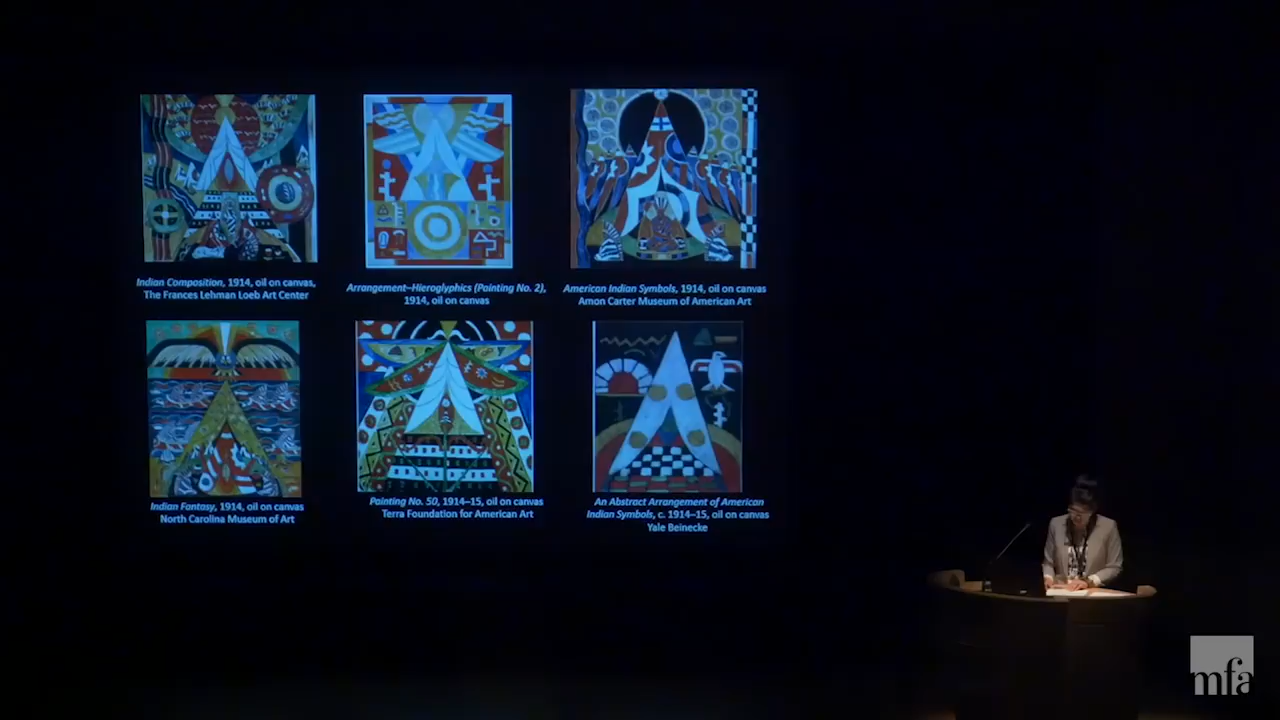 Indian Composition, 1914, oil on canvas,
The Frances Lehman Loeb Art Center
Arrangement–Hieroglyphics (Painting No. 2),
1914, oil on canvas
American Indian Symbols, 1914, oil on canvas
Amon Carter Museum of American Art
Indian Fantasy, 1914, oil on canvas
North Carolina Museum of Art
Painting No. 50, 1914–15, oil on canvas
Terra Foundation for American Art
An Abstract Arrangement of American
Indian Symbols, c. 1914–15, oil on canvas
Yale Beinecke
mfa